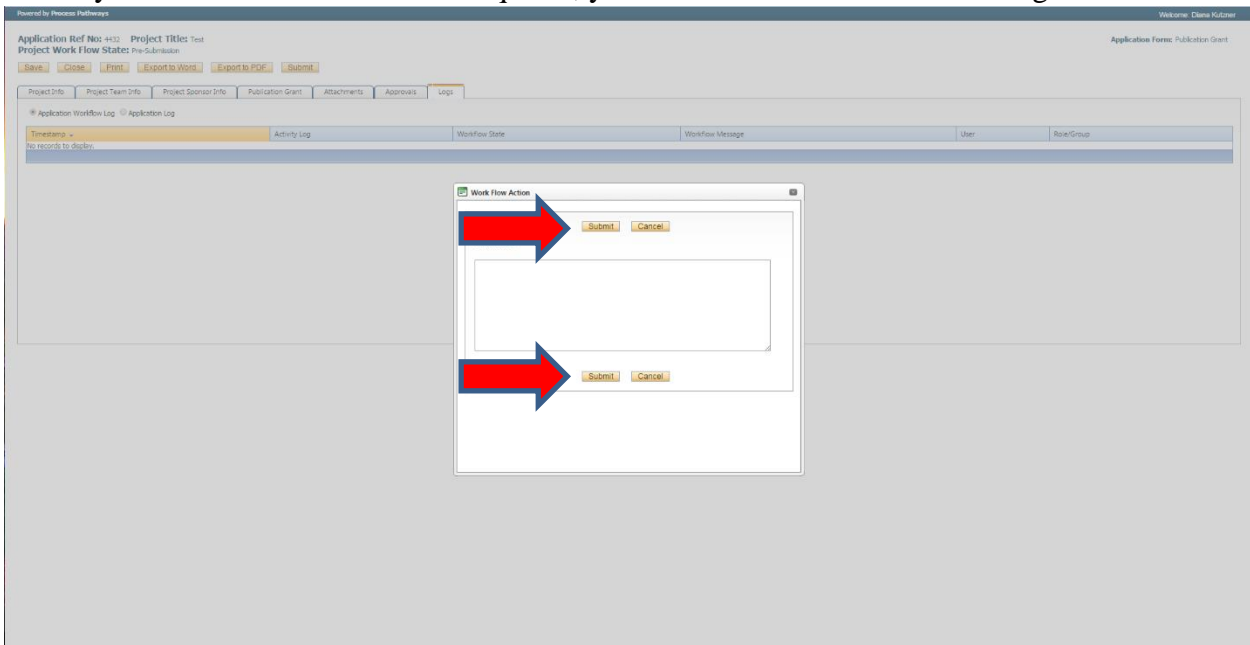 Powered by Process Pathways Welcome: Diana Kutzner
Application Ref No: 4432 Project Title: Test Application Form: Publication Grant
Project Work Flow State: Pre-Submission
Save Close Print Export to Word Export to PDF Submit
Project Info Project Team Info Project Sponsor Info Publication Grant Attachments Approvals Logs
Application Workflow Log Application Log
Timestamp Activity Log Workflow State Workflow Message User Role/Group
No records to display.
Work Flow Action
Submit Cancel
Submit Cancel